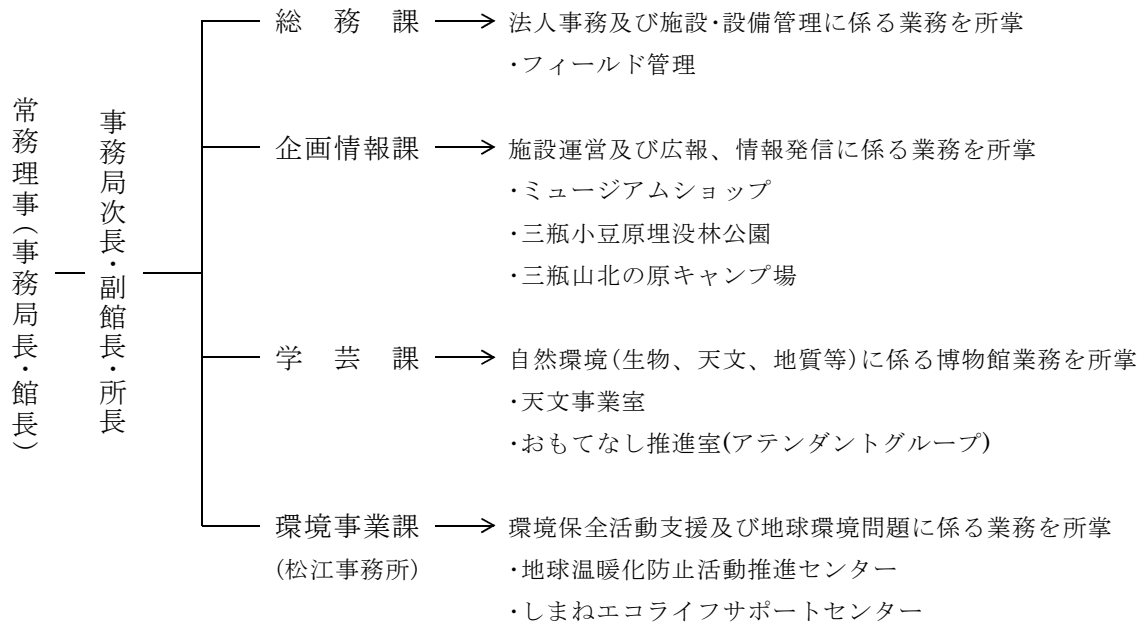 常務理事(事務局長・館長)
事務局次長・副館長・所長
総務課
法人事務及び施設・設備管理に係る業務を所掌
・フィールド管理
企画情報課
施設運営及び広報、情報発信に係る業務を所掌
・ミュージアムショップ
・三瓶小豆原埋没林公園
・三瓶山北の原キャンプ場
学芸課
自然環境(生物、天文、地質等)に係る博物館業務を所掌
・天文事業室
・おもてなし推進室(アテンダントグループ)
環境事業課
(松江事務所)
環境保全活動支援及び地球環境問題に係る業務を所掌
・地球温暖化防止活動推進センター
・しまねエコライフサポートセンター